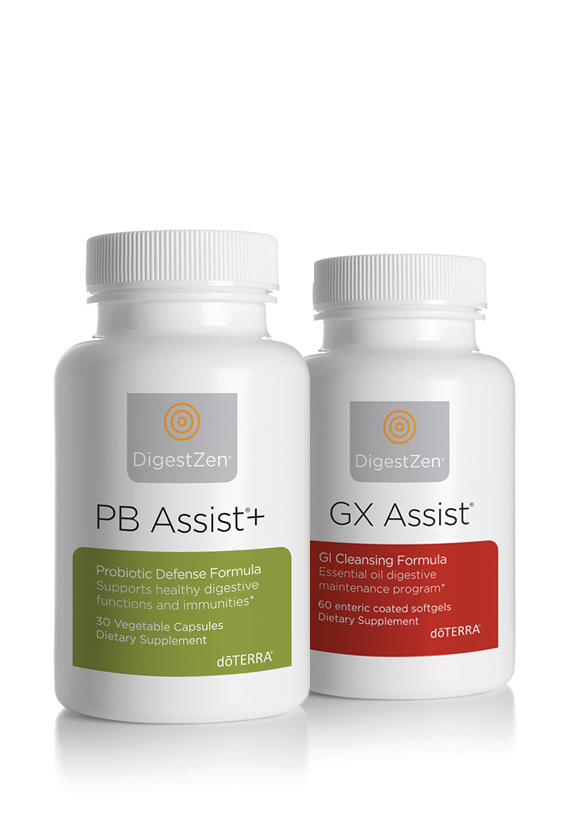 DigestZen®
PB Assist®+
Probiotic Defense Formula
Supports healthy digestive
functions and immunities*
30 Vegetable Capsules
Dietary Supplement
dōTERRA®
DigestZen®
GX Assist®
GI Cleansing Formula
Essential oil digestive
maintenance program*
60 enteric coated softgels
Dietary Supplement
dōTERRA®